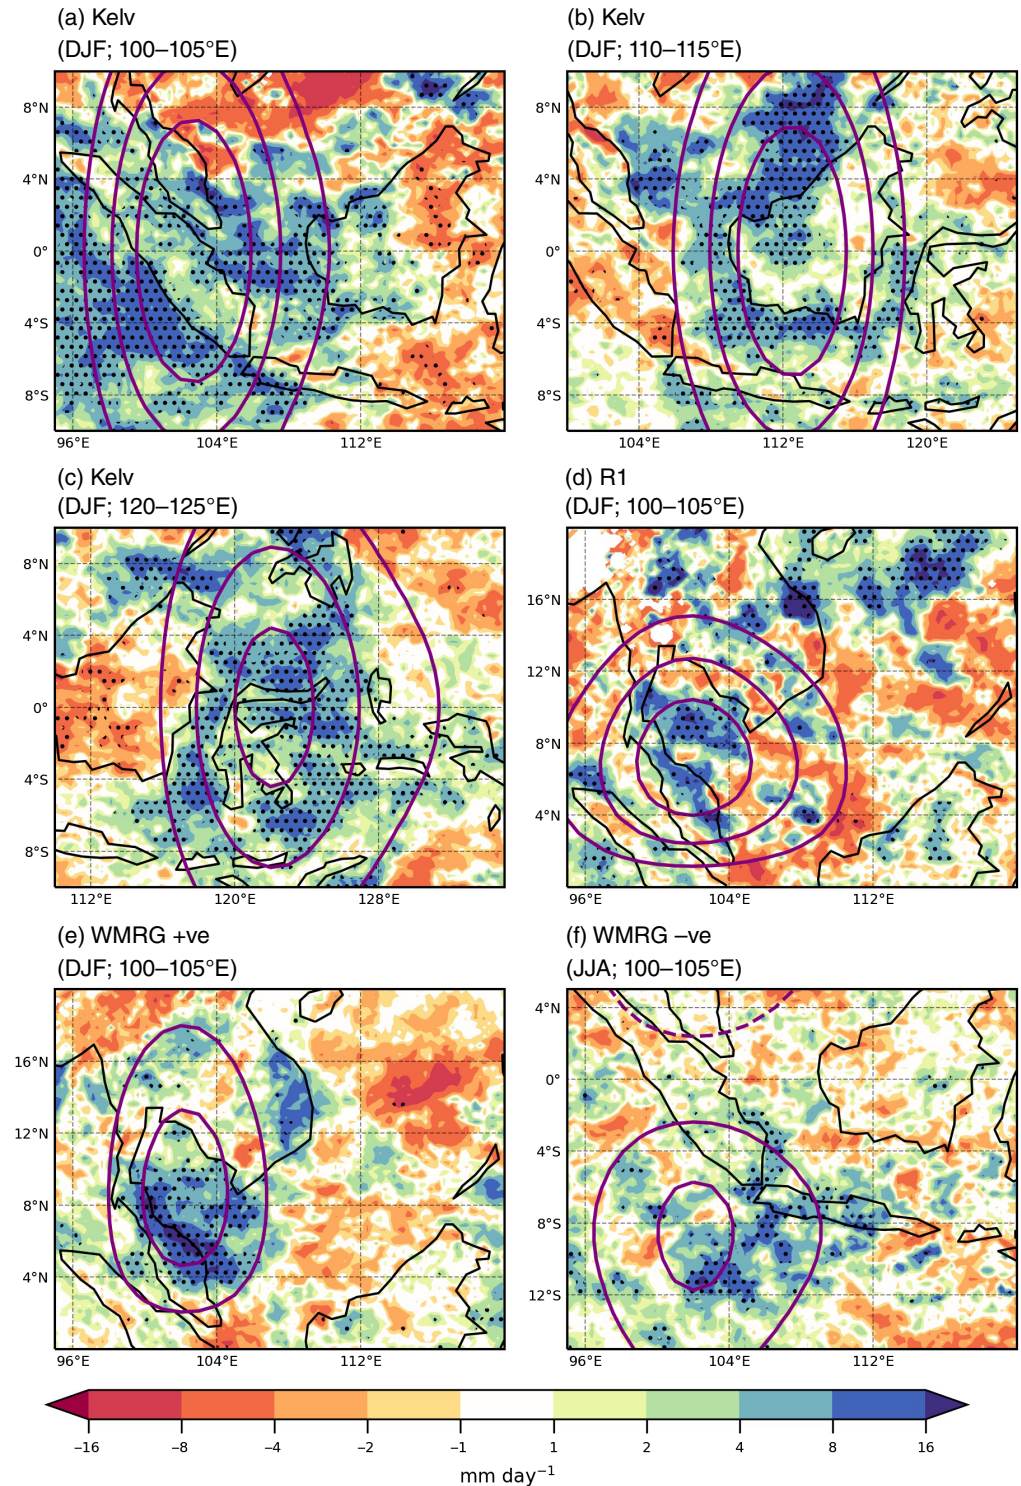 (a) Kelv
(DJF; 100–105°E)
(b) Kelv
(DJF; 110–115°E)
8°N
4°N
0°
4°S
8°S
96°E
104°E
112°E
8°N
4°N
0°
4°S
8°S
104°E
112°E
120°E
(c) Kelv
(DJF; 120–125°E)
(d) R1
(DJF; 100–105°E)
8°N
4°N
0°
4°S
8°S
112°E
120°E
128°E
16°N
12°N
8°N
4°N
96°E
104°E
112°E
(e) WMRG +ve
(DJF; 100–105°E)
(f) WMRG –ve
(JJA; 100–105°E)
16°N
12°N
8°N
4°N
96°E
104°E
112°E
4°N
0°
4°S
8°S
12°S
96°E
104°E
112°E
–16
–8
–4
–2
–1
1
2
4
8
16
mm day⁻¹